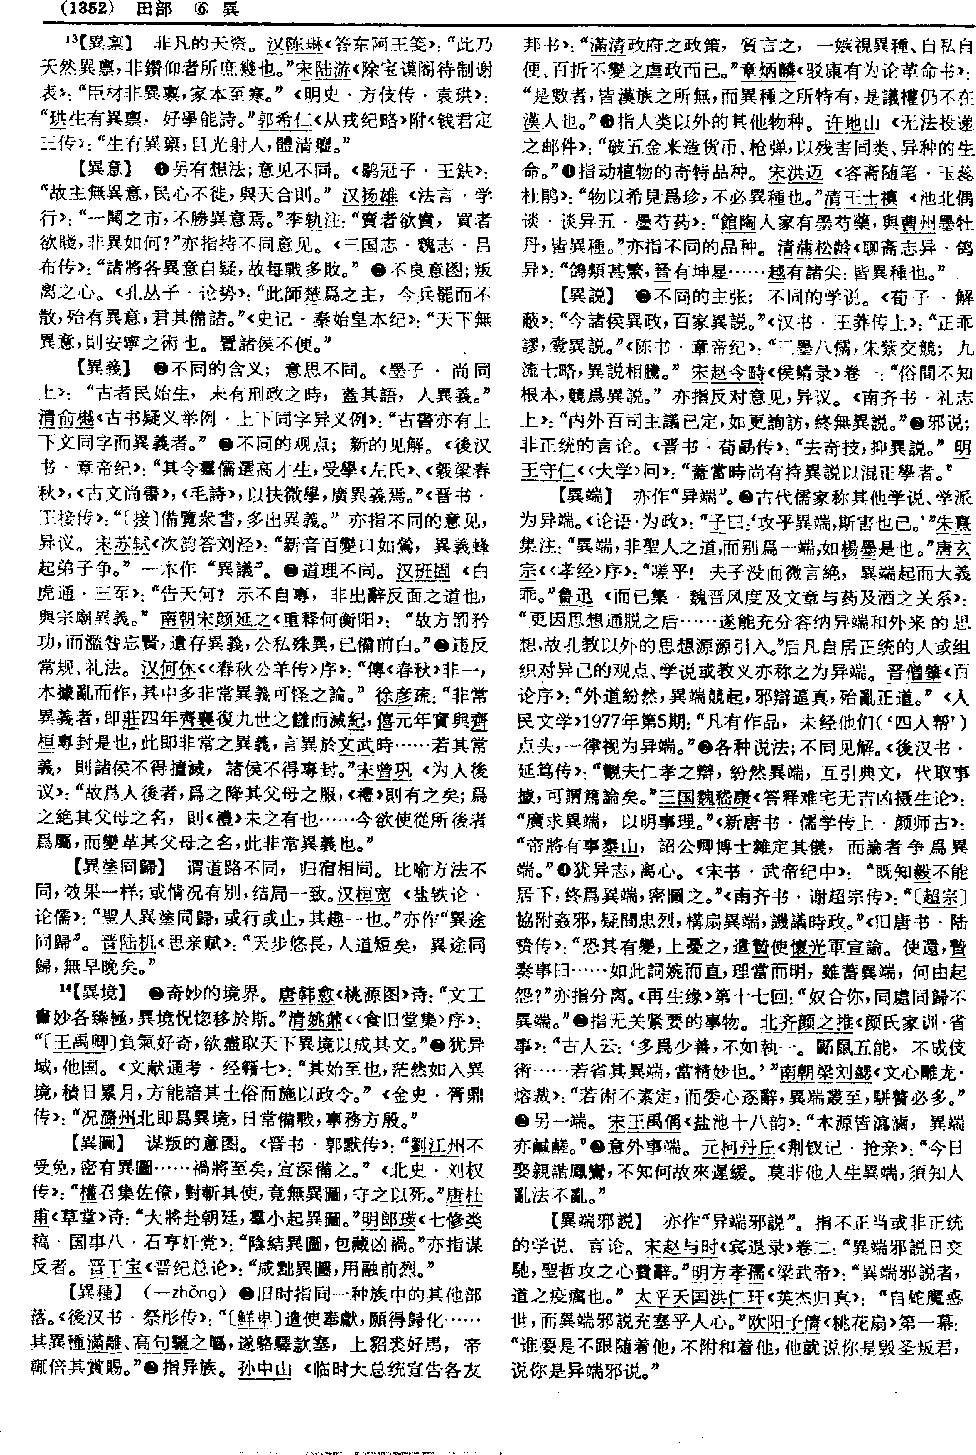 (1352) 田部 ⑥ 異
¹³【異稟】 非凡的天资。汉陈琳《答东阿王笺》：“此乃
天然異稟，非鑽仰者所庶幾也。”宋陆游《除宝谟阁待制谢
表》：“臣材非異稟，家本至寒。”《明史·方伎传·袁珙》：
“珙生有異稟，好學能詩。”郭希仁《从戎纪略》附《钱君定
三传》：“生有異稟，目光射人，體清癯。”
【異意】 ❶另有想法；意见不同。《鹖冠子·王鈇》：
“故主無異意，民心不徙，與天合則。”汉扬雄《法言·学
行》：“一鬨之市，不勝異意焉。”李轨注：“賣者欲貴，買者
欲賤，非異如何？”亦指持不同意见。《三国志·魏志·吕
布传》：“諸將各異意自疑，故每戰多敗。”❷不良意图；叛
离之心。《孔丛子·论势》：“此師楚爲之主，今兵罷而不
散，殆有異意，君其備諸。”《史记·秦始皇本纪》：“天下無
異意，則安寧之術也。置諸侯不便。”
【異義】 ❶不同的含义；意思不同。《墨子·尚同
上》：“古者民始生，未有刑政之時，蓋其語，人異義。”
清俞樾《古书疑义举例·上下同字异义例》：“古書亦有上
下文同字而異義者。”❷不同的观点；新的见解。《後汉
书·章帝纪》：“其令羣儒選高才生，受學《左氏》、《穀梁春
秋》，《古文尚書》，《毛詩》，以扶微學，廣異義焉。”《晋书·
王接传》：“〔接〕備覽衆書，多出異義。”亦指不同的意见，
异议。宋苏轼《次韵答刘泾》：“新音百變口如鶯，異義蜂
起弟子爭。”一本作“異議”。❸道理不同。汉班固《白
虎通·三军》：“告天何？示不自專，非出辭反面之道也，
與宗廟異義。”南朝宋颜延之《重释何衡阳》：“故方罰矜
功，而濫咎忘賢，遺存異義，公私殊異，已備前白。”❹违反
常规、礼法。汉何休《〈春秋公羊传〉序》：“傳《春秋》非一，
本據亂而作，其中多非常異義可怪之論。”徐彦疏：“非常
異義者，即莊四年齊襄復九世之讎而滅紀，僖元年實與齊
桓專封是也，此即非常之異義，言異於文武時……若其常
義，則諸侯不得擅滅，諸侯不得專封。”宋曾巩《为人後
议》：“故爲人後者，爲之降其父母之服，《禮》則有之矣；爲
之絶其父母之名，則《禮》未之有也……今欲使從所後者
爲屬，而變革其父母之名，此非常異義也。”
【異塗同歸】 谓道路不同，归宿相同。比喻方法不
同，效果一样；或情况有别，结局一致。汉桓宽《盐铁论·
论儒》：“聖人異塗同歸，或行或止，其趣一也。”亦作“異途
同歸”。晋陆机《思亲赋》：“天步悠長，人道短矣，異途同
歸，無早晚矣。”
¹⁴【異境】 ❶奇妙的境界。唐韩愈《桃源图》诗：“文工
畫妙各臻極，異境怳惚移於斯。”清姚鼐《〈食旧堂集〉序》：
“〔王禹卿〕負氣好奇，欲盡取天下異境以成其文。”❷犹异
域，他国。《文献通考·经籍七》：“其始至也，茫然如入異
境，積日累月，方能諳其土俗而施以政令。”《金史·胥鼎
传》：“况潞州北即爲異境，日常備戰，事務方殷。”
【異圖】 谋叛的意图。《晋书·郭默传》：“劉江州不
受免，密有異圖……禍將至矣，宜深備之。”《北史·刘权
传》：“權召集佐僚，對斬其使，竟無異圖，守之以死。”唐杜
甫《草堂》诗：“大將赴朝廷，羣小起異圖。”明郎瑛《七修类
稿·国事八·石亨奸党》：“陰結異圖，包藏凶禍。”亦指谋
反者。晋干宝《晋纪总论》：“咸黜異圖，用融前烈。”
【異種】 （—zhǒng）❶旧时指同一种族中的其他部
落。《後汉书·祭肜传》：“〔鮮卑〕遣使奉獻，願得歸化……
其異種滿離、高句驪之屬，遂駱驛款塞，上貂裘好馬，帝
輒倍其賞賜。”❷指异族。孙中山《临时大总统宣告各友
邦书》：“滿清政府之政策，質言之，一嫉視異種、自私自
便、百折不變之虐政而已。”章炳麟《驳康有为论革命书》：
“是數者，皆漢族之所無，而異種之所特有，是議權仍不在
漢人也。”❸指人类以外的其他物种。许地山《无法投递
之邮件》：“破五金来造货币、枪弹，以残害同类、异种的生
命。”❹指动植物的奇特品种。宋洪迈《容斋随笔·玉蕊
杜鹃》：“物以希見爲珍，不必異種也。”清王士禛《池北偶
谈·谈异五·墨芍药》：“館陶人家有墨芍藥，與曹州墨牡
丹，皆異種。”亦指不同的品种。清蒲松龄《聊斋志异·鸽
异》：“鴿類甚繁，晉有坤星……越有諸尖：皆異種也。”
【異説】 ❶不同的主张；不同的学说。《荀子·解
蔽》：“今諸侯異政，百家異説。”《汉书·王莽传上》：“正乖
謬，壹異説。”《陈书·章帝纪》：“二墨八儒，朱紫交競；九
流七略，異説相騰。”宋赵令畤《侯鲭录》卷一：“俗間不知
根本，競爲異説。”亦指反对意见，异议。《南齐书·礼志
上》：“内外百司主議已定，如更詢訪，終無異説。”❷邪说；
非正统的言论。《晋书·荀勗传》：“去奇技，抑異説。”明
王守仁《〈大学〉问》：“蓋當時尚有持異説以混正學者。”
【異端】 亦作“异端”。❶古代儒家称其他学说、学派
为异端。《论语·为政》：“子曰：‘攻乎異端，斯害也已。’”朱熹
集注：“異端，非聖人之道，而别爲一端，如楊墨是也。”唐玄
宗《〈孝经〉序》：“嗟乎！夫子没而微言絶，異端起而大義
乖。”鲁迅《而已集·魏晋风度及文章与药及酒之关系》：
“更因思想通脱之后……遂能充分容纳异端和外来的思
想，故孔教以外的思想源源引入。”后凡自居正统的人或组
织对异己的观点、学说或教义亦称之为异端。晋僧肇《百
论序》：“外道紛然，異端競起，邪辯逼真，殆亂正道。”《人
民文学》1977年第5期：“凡有作品，未经他们（‘四人帮’）
点头，一律视为异端。”❷各种说法；不同见解。《後汉书·
延笃传》：“觀夫仁孝之辯，紛然異端，互引典文，代取事
據，可謂篤論矣。”三国魏嵇康《答释难宅无吉凶摄生论》：
“廣求異端，以明事理。”《新唐书·儒学传上·颜师古》：
“帝將有事泰山，詔公卿博士雜定其儀，而論者爭爲異
端。”❸犹异志，离心。《宋书·武帝纪中》：“既知毅不能
居下，終爲異端，密圖之。”《南齐书·谢超宗传》：“〔超宗〕
協附姦邪，疑間忠烈，構扇異端，譏議時政。”《旧唐书·陆
贽传》：“恐其有變，上憂之，遣贄使懷光軍宣諭。使還，贄
奏事曰……如此詞婉而直，理當而明，雖蓄異端，何由起
怨？”亦指分离。《再生缘》第十七回：“奴合你，同處同歸不
異端。”❹指无关紧要的事物。北齐颜之推《颜氏家训·省
事》：“古人云：‘多爲少善，不如執一。鼯鼠五能，不成伎
術……若省其異端，當精妙也。’”南朝梁刘勰《文心雕龙·
熔裁》：“若術不素定，而委心逐辭，異端叢至，駢贅必多。”
❺另一端。宋王禹偁《盐池十八韵》：“本源皆滀滷，異端
亦鹹鹺。”❻意外事端。元柯丹丘《荆钗记·抢亲》：“今日
娶親諧鳳鸞，不知何故來遲緩。莫非他人生異端，須知人
亂法不亂。”
【異端邪説】 亦作“异端邪説”。指不正当或非正统
的学说、言论。宋赵与时《宾退录》卷二：“異端邪説日交
馳，聖哲攻之心費辭。”明方孝孺《梁武帝》：“異端邪説者，
道之疫癘也。”太平天国洪仁玕《英杰归真》：“自蛇魔惑
世，而異端邪説充塞乎人心。”欧阳予倩《桃花扇》第一幕：
“谁要是不跟随着他，不附和着他，他就说你是毁圣叛君，
说你是异端邪说。”